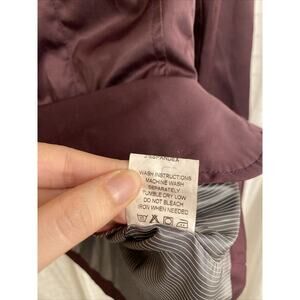 WASH INSTRUCTIONS
MACHINE WASH
SEPARATELY
TUMBLE DRY LOW
DO NOT BLEACH
IRON WHEN NEEDED